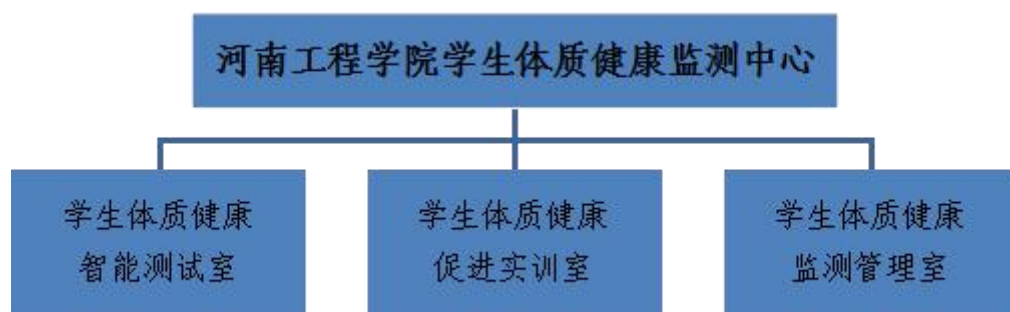 河南工程学院学生体质健康监测中心
学生体质健康
智能测试室
学生体质健康
促进实训室
学生体质健康
监测管理室